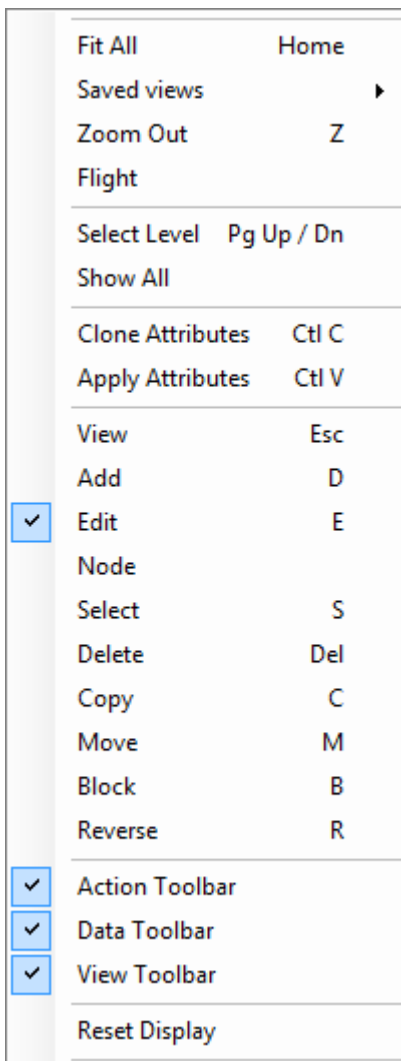 Fit All Home
Saved views
Zoom Out Z
Flight
Select Level Pg Up / Dn
Show All
Clone Attributes Ctl C
Apply Attributes Ctl V
View Esc
Add D
Edit E
Node
Select S
Delete Del
Copy C
Move M
Block B
Reverse R
Action Toolbar
Data Toolbar
View Toolbar
Reset Display